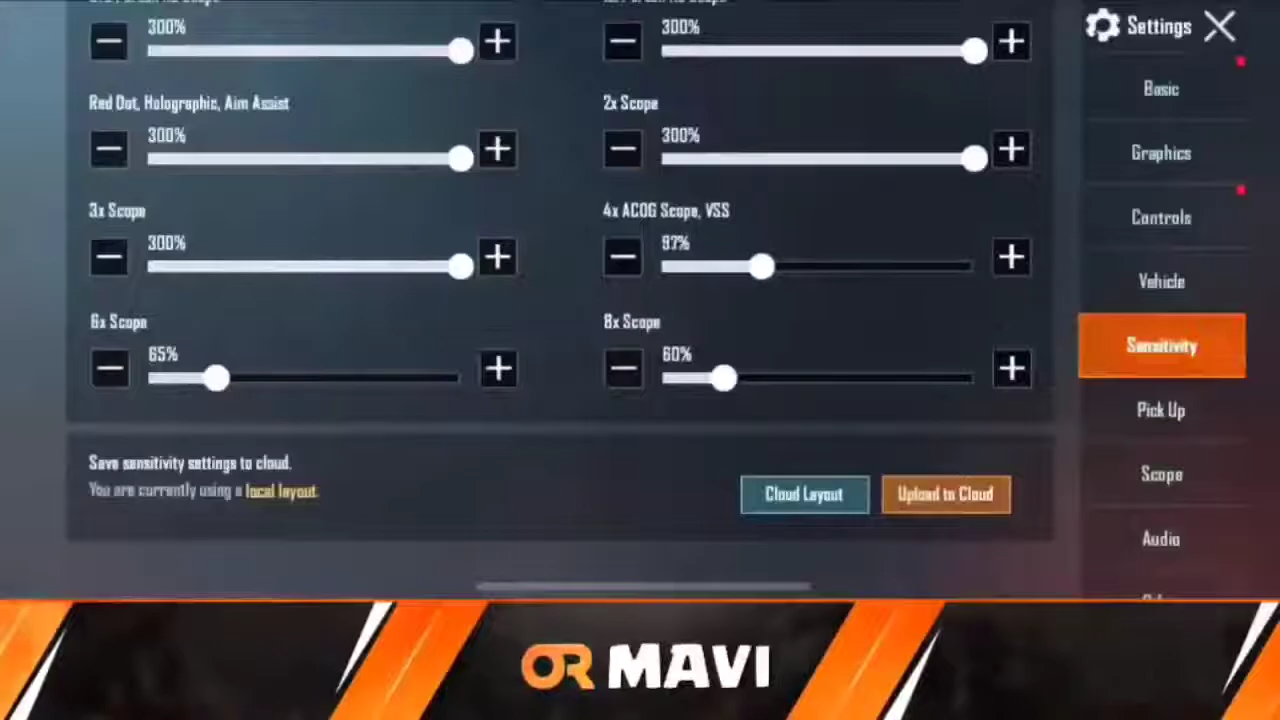 300%
300%
Settings
Basic
Red Dot, Holographic, Aim Assist
2x Scope
300%
300%
Graphics
3x Scope
4x ACOG Scope, VSS
Controls
300%
97%
Vehicle
6x Scope
8x Scope
Sensitivity
65%
60%
Pick Up
Save sensitivity settings to cloud.
Scope
You are currently using a local layout.
Cloud Layout
Upload to Cloud
Audio
OR MAVI